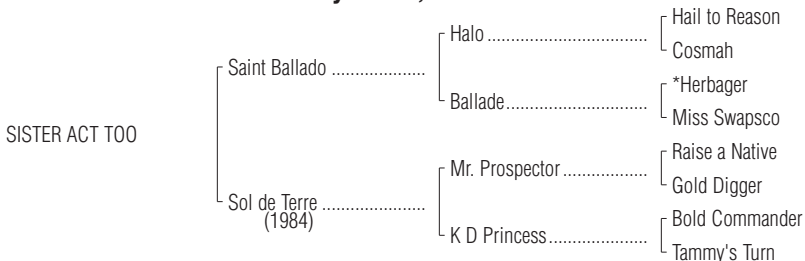 Hail to Reason
Halo ..................................
Cosmah
Saint Ballado ....................
*Herbager
Ballade..............................
Miss Swapsco
SISTER ACT TOO
Raise a Native
Mr. Prospector ..................
Gold Digger
Sol de Terre ......................
(1984)
Bold Commander
K D Princess.....................
Tammy's Turn